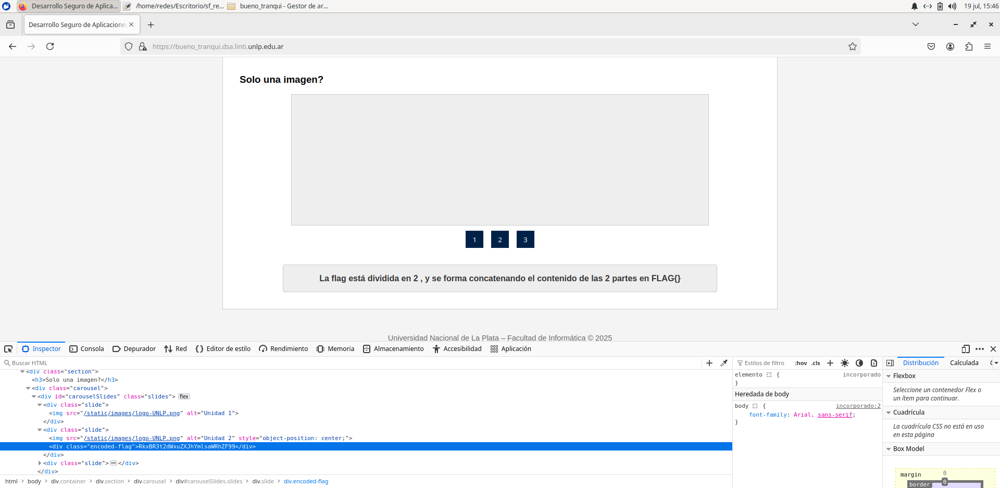 Desarrollo Seguro de Aplica...
/home/redes/Escritorio/sf_re...
bueno_tranqui - Gestor de ar...
19 jul, 15:46
Desarrollo Seguro de Aplicacione
https://bueno_tranqui.dsa.linti.unlp.edu.ar
Solo una imagen?
1 2 3
La flag está dividida en 2 , y se forma concatenando el contenido de las 2 partes en FLAG{}
Universidad Nacional de La Plata – Facultad de Informática © 2025
Inspector Consola Depurador Red Editor de estilo Rendimiento Memoria Almacenamiento Accesibilidad Aplicación
Buscar HTML
Estilos de filtro :hov .cls
Distribución Calculada
<div class="section">
<h3>Solo una imagen?</h3>
<div class="carousel">
<div id="carouselSlides" class="slides"> flex
<div class="slide">
<img src="/static/images/logo-UNLP.png" alt="Unidad 1">
</div>
<div class="slide">
<img src="/static/images/logo-UNLP.png" alt="Unidad 2" style="object-position: center;">
<div class="encoded-flag">RkxBR3t2dWxuZXJhYmlsaWRhZF99</div>
</div>
<div class="slide"> ••• </div>
</div>
html body div.container div.section div.carousel div#carouselSlides.slides div.slide div.encoded-flag
elemento { incorporado
}
Heredada de body
body { incorporado:2
font-family: Arial, sans-serif;
}
Flexbox
Seleccione un contenedor Flex o
un ítem para continuar.
Cuadrícula
La cuadrícula CSS no está en uso
en esta página
Box Model
margin 0
border 0